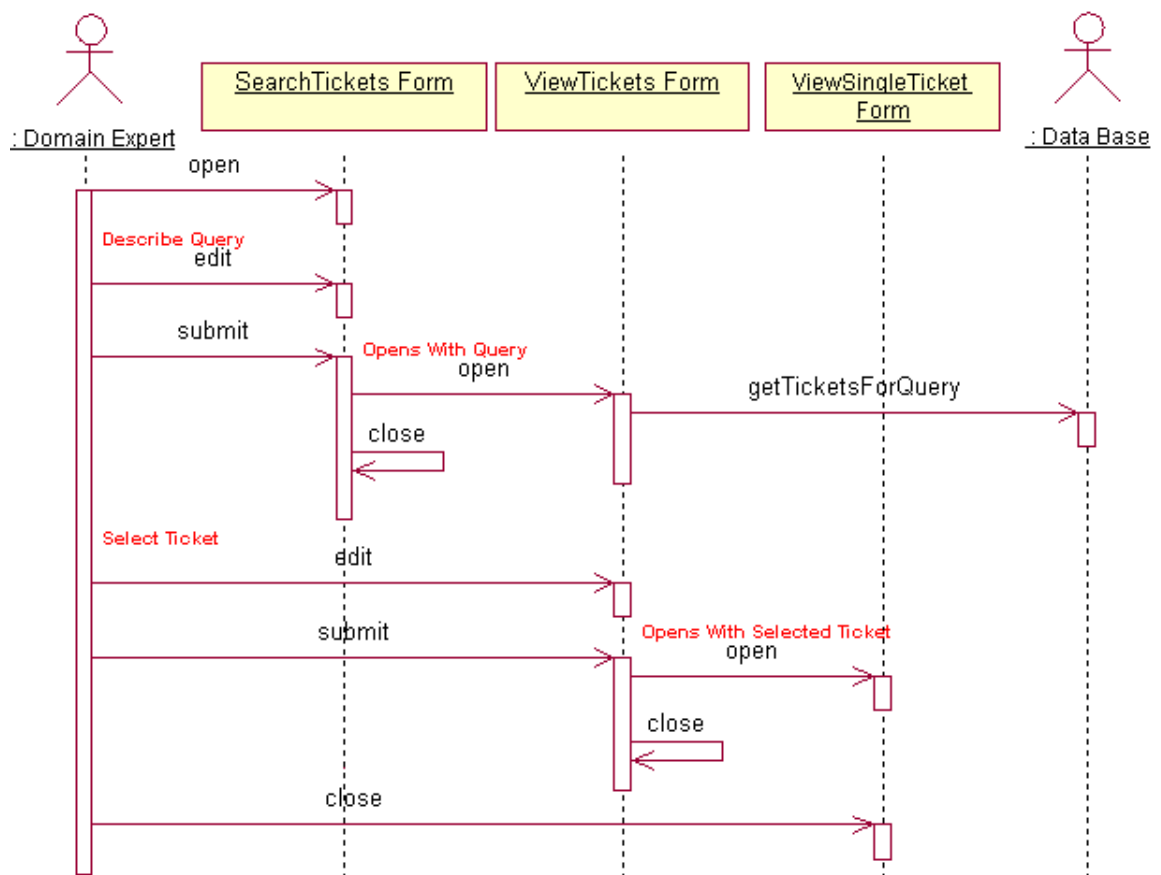 SearchTickets Form
ViewTickets Form
ViewSingleTicket
Form
: Domain Expert
: Data Base
open
Describe Query
edit
submit
Opens With Query
open
getTicketsForQuery
close
Select Ticket
edit
submit
Opens With Selected Ticket
open
close
close